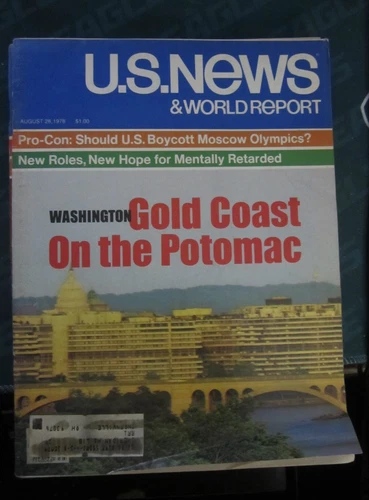 U.S.NeWS
& WORLD RePORT
AUGUST 28, 1978 $1.00
Pro-Con: Should U.S. Boycott Moscow Olympics?
New Roles, New Hope for Mentally Retarded
WASHINGTON Gold Coast
On the Potomac